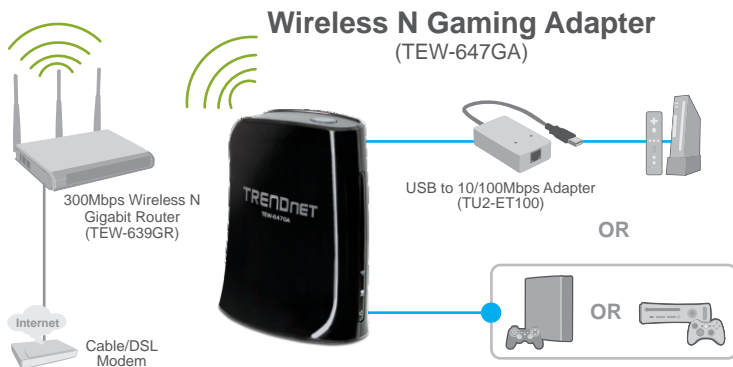 Wireless N Gaming Adapter
(TEW-647GA)
300Mbps Wireless N
Gigabit Router
(TEW-639GR)
TRENDNET
TEW-647GA
USB to 10/100Mbps Adapter
(TU2-ET100)
OR
OR
Internet
Cable/DSL
Modem